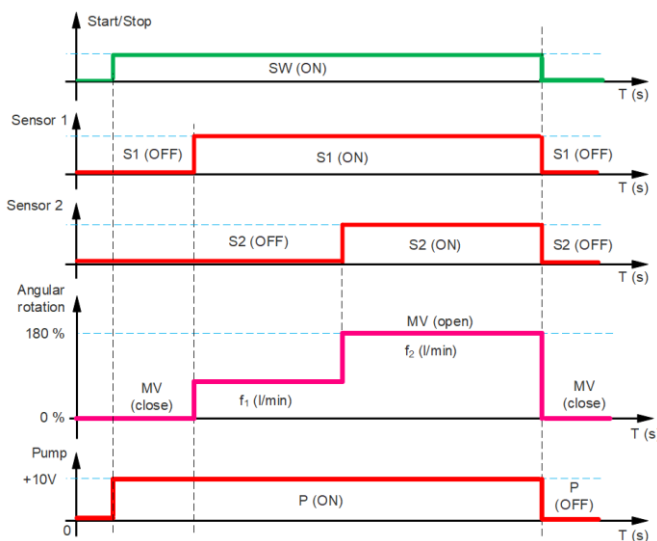 Start/Stop
SW (ON)
T (s)
Sensor 1
S1 (OFF)
S1 (ON)
S1 (OFF)
T (s)
Sensor 2
S2 (OFF)
S2 (ON)
S2 (OFF)
T (s)
Angular
rotation
180 %
MV (open)
f₂ (l/min)
MV
(close)
f₁ (l/min)
MV
(close)
0 %
T (s
Pump
+10V
P (ON)
P
(OFF)
0
T (s)